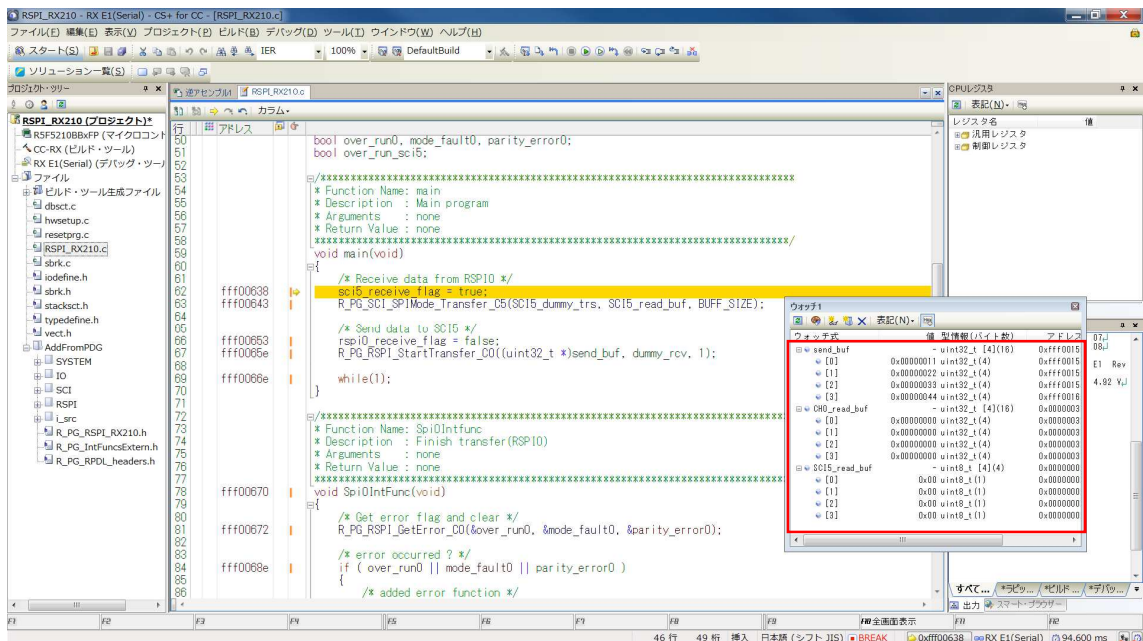 RSPI_RX210 - RX E1(Serial) - CS+ for CC - [RSPI_RX210.c]
ファイル(F) 編集(E) 表示(V) プロジェクト(P) ビルド(B) デバッグ(D) ツール(T) ウインドウ(W) ヘルプ(H)
スタート(S) IER 100% DefaultBuild
ソリューション一覧(S)
プロジェクト・ツリー
RSPI_RX210 (プロジェクト)*
R5F5210BBxFP (マイクロコント
CC-RX (ビルド・ツール)
RX E1(Serial) (デバッグ・ツー
ファイル
ビルド・ツール生成ファイル
dbsct.c
hwsetup.c
resetprg.c
RSPI_RX210.c
sbrk.c
iodefine.h
sbrk.h
stacksct.h
typedefine.h
vect.h
AddFromPDG
SYSTEM
IO
SCI
RSPI
i_src
R_PG_RSPI_RX210.h
R_PG_IntFuncsExtern.h
R_PG_RPDL_headers.h
逆アセンブル1 RSPI_RX210.c
カラム
行 アドレス
50 bool over_run0, mode_fault0, parity_error0;
51 bool over_run_sci5;
52
53 /*******************************************************************************
54 * Function Name: main
55 * Description : Main program
56 * Arguments : none
57 * Return Value : none
58 *******************************************************************************/
59 void main(void)
60 {
61 /* Receive data from RSPI0 */
62 fff00638 sci5_receive_flag = true;
63 fff00643 R_PG_SCI_SPIMode_Transfer_C5(SCI5_dummy_trs, SCI5_read_buf, BUFF_SIZE);
64
65 /* Send data to SCI5 */
66 fff00653 rspi0_receive_flag = false;
67 fff0065e R_PG_RSPI_StartTransfer_C0((uint32_t *)send_buf, dummy_rcv, 1);
68
69 fff0066e while(1);
70 }
71
72 /*******************************************************************************
73 * Function Name: Spi0Intfunc
74 * Description : Finish transfer(RSPI0)
75 * Arguments : none
76 * Return Value : none
77 *******************************************************************************
78 fff00670 void Spi0IntFunc(void)
79 {
80 /* Get error flag and clear */
81 fff00672 R_PG_RSPI_GetError_C0(&over_run0, &mode_fault0, &parity_error0);
82
83 /* error occurred ? */
84 fff0068e if ( over_run0 || mode_fault0 || parity_error0 )
85 {
86 /* added error function */
CPUレジスタ
表記(N)
レジスタ名 値
汎用レジスタ
制御レジスタ
ウォッチ1
表記(N)
ウォッチ式 値 型情報(バイト数) アドレス
send_buf - uint32_t [4](16) 0xfff0015
[0] 0x00000011 uint32_t(4) 0xfff0015
[1] 0x00000022 uint32_t(4) 0xfff0015
[2] 0x00000033 uint32_t(4) 0xfff0015
[3] 0x00000044 uint32_t(4) 0xfff0016
CH0_read_buf - uint32_t [4](16) 0x0000003
[0] 0x00000000 uint32_t(4) 0x0000003
[1] 0x00000000 uint32_t(4) 0x0000003
[2] 0x00000000 uint32_t(4) 0x0000003
[3] 0x00000000 uint32_t(4) 0x0000003
SCI5_read_buf - uint8_t [4](4) 0x0000000
[0] 0x00 uint8_t(1) 0x0000000
[1] 0x00 uint8_t(1) 0x0000000
[2] 0x00 uint8_t(1) 0x0000000
[3] 0x00 uint8_t(1) 0x0000000
E1 Rev
4.92 V
すべて... *ラピッ... *ビルド... *デバッ...
出力 スマート・ブラウザー
F1 F2 F3 F4 F5 F6 F7 F8 F9 F10 全画面表示 F11 F12
46 行 49 桁 挿入 日本語 (シフト JIS) BREAK 0xfff00638 RX E1(Serial) 94.600 ms